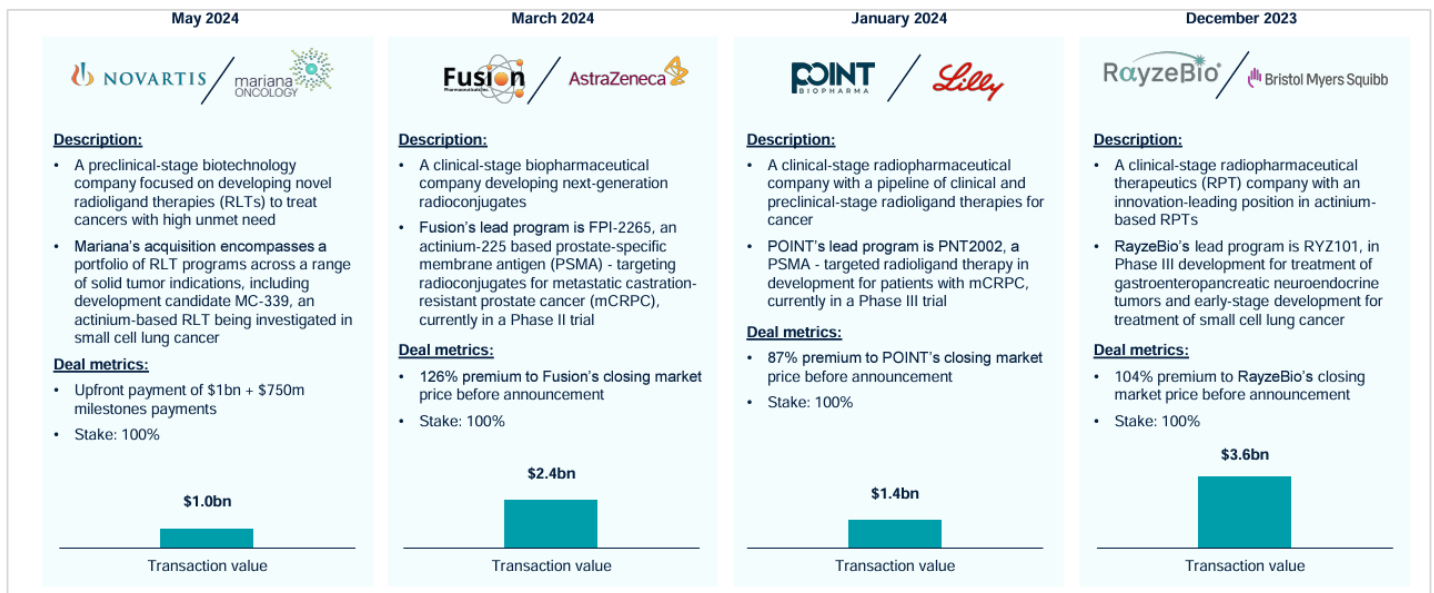 May 2024
NOVARTIS
mariana
ONCOLOGY
Description:
• A preclinical-stage biotechnology
company focused on developing novel
radioligand therapies (RLTs) to treat
cancers with high unmet need
• Mariana's acquisition encompasses a
portfolio of RLT programs across a range
of solid tumor indications, including
development candidate MC-339, an
actinium-based RLT being investigated in
small cell lung cancer
Deal metrics:
• Upfront payment of $1bn + $750m
milestones payments
• Stake: 100%
$1.0bn
Transaction value
March 2024
Fusion
Pharmaceuticals Inc.
AstraZeneca
Description:
• A clinical-stage biopharmaceutical
company developing next-generation
radioconjugates
• Fusion's lead program is FPI-2265, an
actinium-225 based prostate-specific
membrane antigen (PSMA) - targeting
radioconjugates for metastatic castration-
resistant prostate cancer (mCRPC),
currently in a Phase II trial
Deal metrics:
• 126% premium to Fusion's closing market
price before announcement
• Stake: 100%
$2.4bn
Transaction value
January 2024
POINT
BIOPHARMA
Lilly
Description:
• A clinical-stage radiopharmaceutical
company with a pipeline of clinical and
preclinical-stage radioligand therapies for
cancer
• POINT's lead program is PNT2002, a
PSMA - targeted radioligand therapy in
development for patients with mCRPC,
currently in a Phase III trial
Deal metrics:
• 87% premium to POINT's closing market
price before announcement
• Stake: 100%
$1.4bn
Transaction value
December 2023
RayzeBio
Bristol Myers Squibb
Description:
• A clinical-stage radiopharmaceutical
therapeutics (RPT) company with an
innovation-leading position in actinium-
based RPTs
• RayzeBio's lead program is RYZ101, in
Phase III development for treatment of
gastroenteropancreatic neuroendocrine
tumors and early-stage development for
treatment of small cell lung cancer
Deal metrics:
• 104% premium to RayzeBio's closing
market price before announcement
• Stake: 100%
$3.6bn
Transaction value